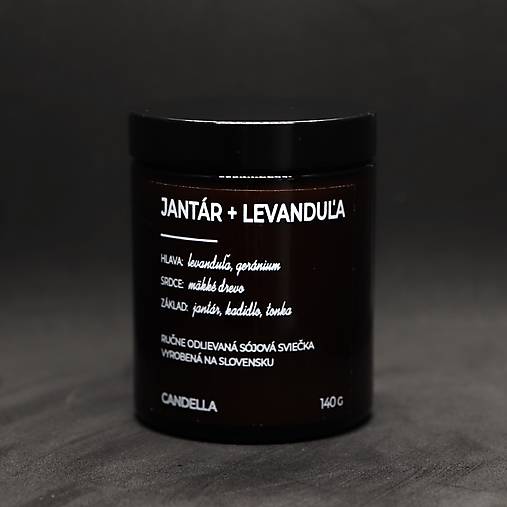 JANTÁR + LEVANDUĽA
HLAVA: levanduľa, geránium
SRDCE: mäkké drevo
ZÁKLAD: jantár, kadidlo, tonka
RUČNE ODLIEVANÁ SÓJOVÁ SVIEČKA
VYROBENÁ NA SLOVENSKU
CANDELLA 140 G